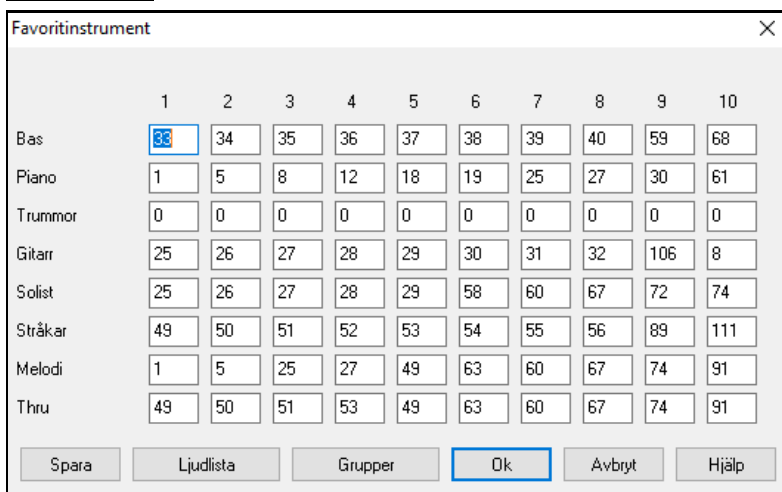 Favoritinstrument
1 2 3 4 5 6 7 8 9 10
Bas 33 34 35 36 37 38 39 40 59 68
Piano 1 5 8 12 18 19 25 27 30 61
Trummor 0 0 0 0 0 0 0 0 0 0
Gitarr 25 26 27 28 29 30 31 32 106 8
Solist 25 26 27 28 29 58 60 67 72 74
Stråkar 49 50 51 52 53 54 55 56 89 111
Melodi 1 5 25 27 49 63 60 67 74 91
Thru 49 50 51 53 49 63 60 67 74 91
Spara Ljudlista Grupper Ok Avbryt Hjälp